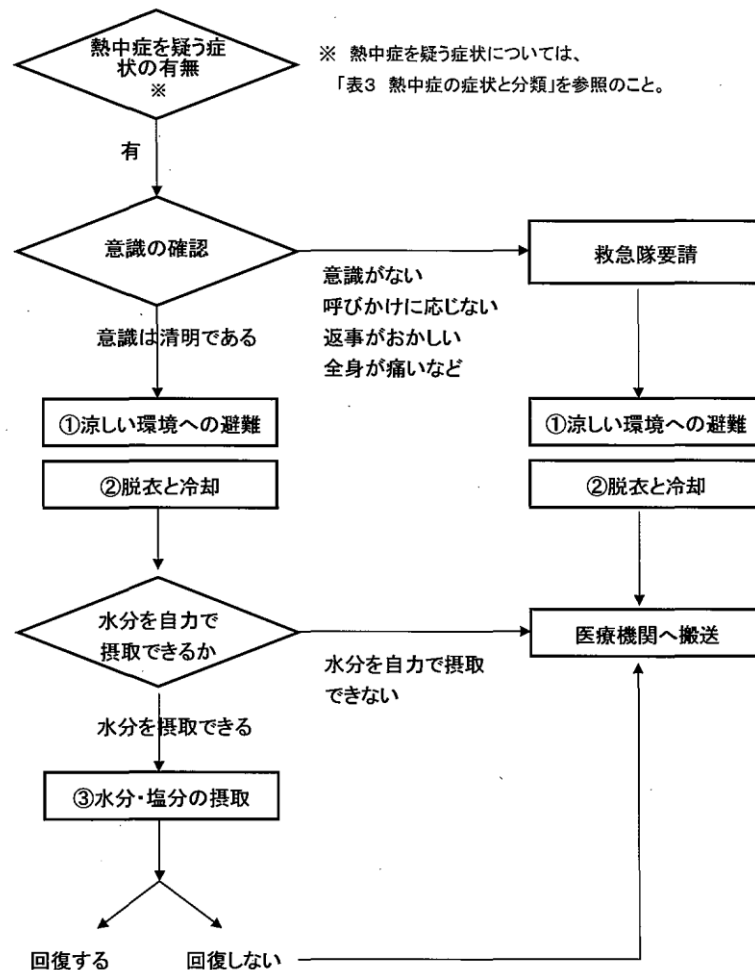 熱中症を疑う症
状の有無
※
※ 熱中症を疑う症状については、
「表3 熱中症の症状と分類」を参照のこと。
有
意識の確認
救急隊要請
意識がない
呼びかけに応じない
返事がおかしい
全身が痛いなど
意識は清明である
①涼しい環境への避難
①涼しい環境への避難
②脱衣と冷却
②脱衣と冷却
水分を自力で
摂取できるか
医療機関へ搬送
水分を自力で摂取
できない
水分を摂取できる
③水分・塩分の摂取
回復する
回復しない